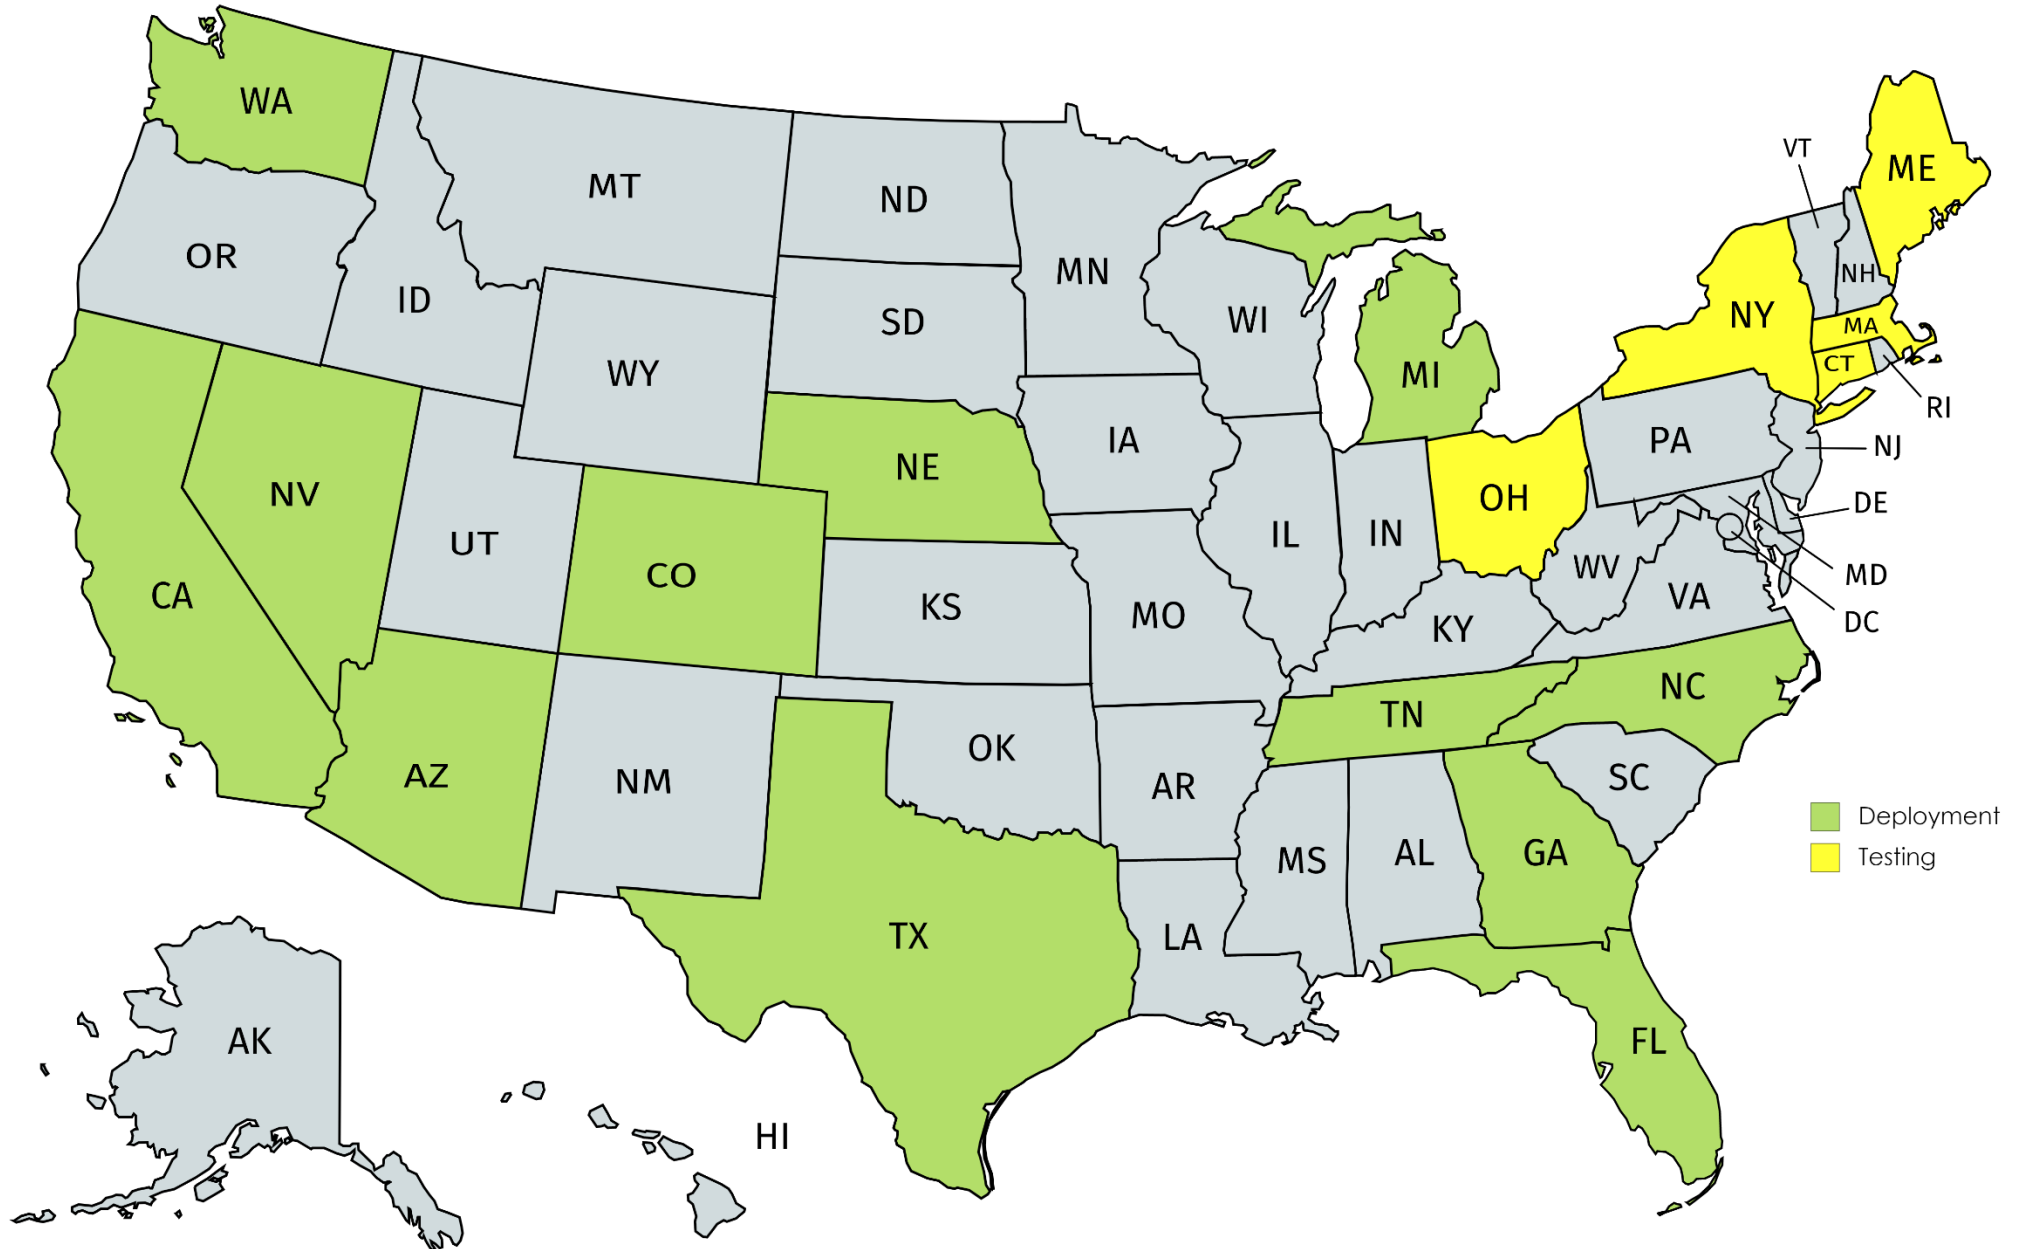 WA
MT
ND
VT
ME
OR
ID
MN
NH
SD
WI
NY
MA
WY
MI
CT
RI
NE
IA
PA
NJ
NV
OH
DE
UT
IL
IN
CO
WV
MD
CA
KS
MO
KY
VA
DC
TN
NC
AZ
NM
OK
AR
SC
Deployment
MS
AL
GA
Testing
TX
LA
AK
FL
HI